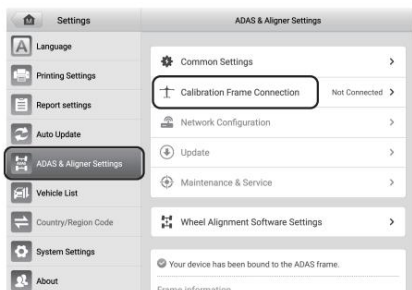 Settings
ADAS & Aligner Settings
Language
Printing Settings
Report settings
Auto Update
ADAS & Aligner Settings
Vehicle List
Country/Region Code
System Settings
About
Common Settings
Calibration Frame Connection Not Connected
Network Configuration
Update
Maintenance & Service
Wheel Alignment Software Settings
Your device has been bound to the ADAS frame.
Frame information